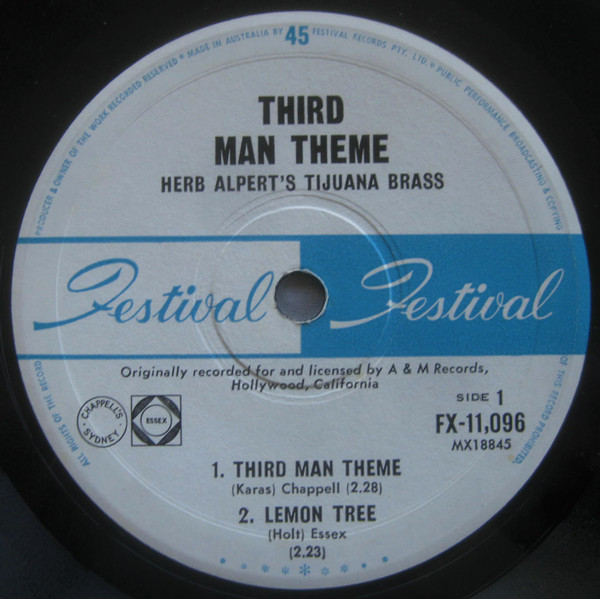 PRODUCER & OWNER OF THE WORK RECORDED RESERVED ✱ MADE IN AUSTRALIA BY 45 FESTIVAL RECORDS PTY. LTD. ✱ PUBLIC PERFORMANCE BROADCASTING & COPYING
THIRD
MAN THEME
HERB ALPERT'S TIJUANA BRASS
Festival Festival
Originally recorded for and licensed by A & M Records,
Hollywood, California
SIDE 1
FX-11,096
MX18845
CHAPPELL'S
SYDNEY
ESSEX
1. THIRD MAN THEME
(Karas) Chappell (2.28)
2. LEMON TREE
(Holt) Essex
(2.23)
ALL RIGHTS OF THE RECORD
OF THIS RECORD PROHIBITED.